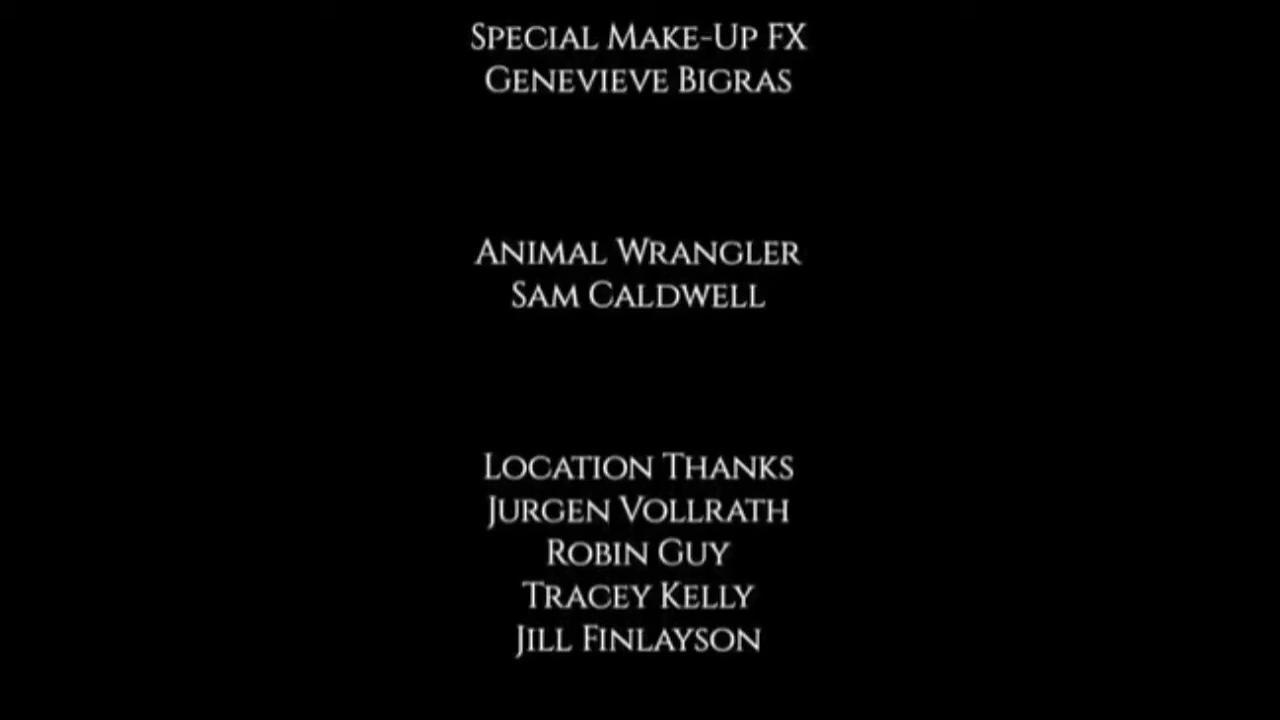 Special Make-Up FX
Genevieve Bigras
Animal Wrangler
Sam Caldwell
Location Thanks
Jurgen Vollrath
Robin Guy
Tracey Kelly
Jill Finlayson